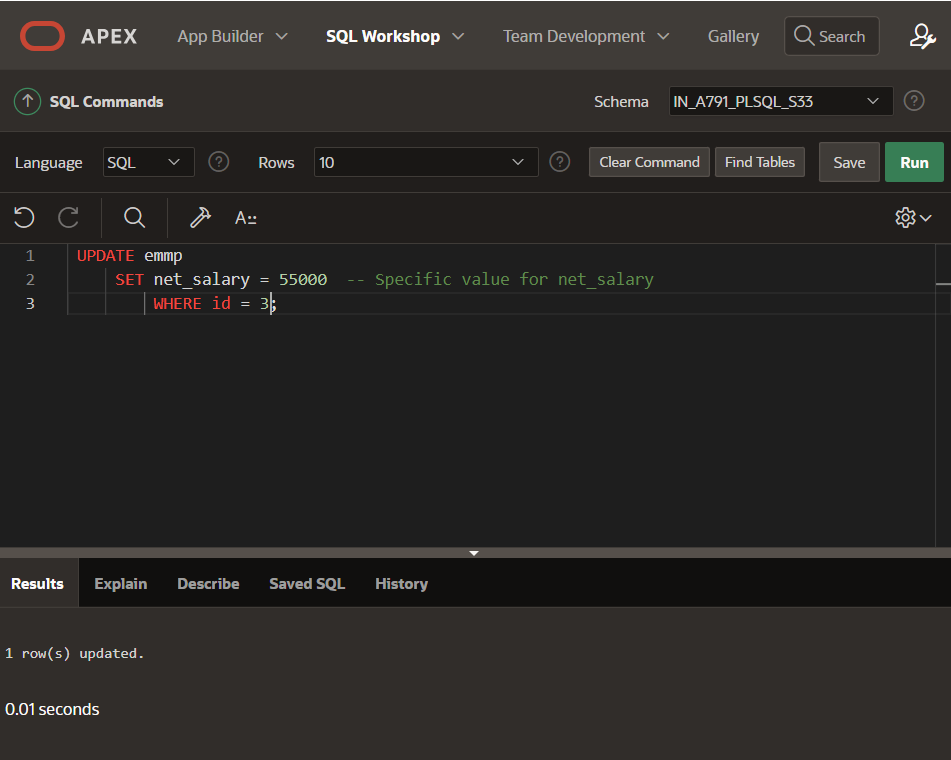 APEX App Builder SQL Workshop Team Development Gallery Search
SQL Commands Schema IN_A791_PLSQL_S33 ?
Language SQL ? Rows 10 ? Clear Command Find Tables Save Run
A::
1 UPDATE emmp
2 SET net_salary = 55000 -- Specific value for net_salary
3 WHERE id = 3;
Results Explain Describe Saved SQL History
1 row(s) updated.
0.01 seconds